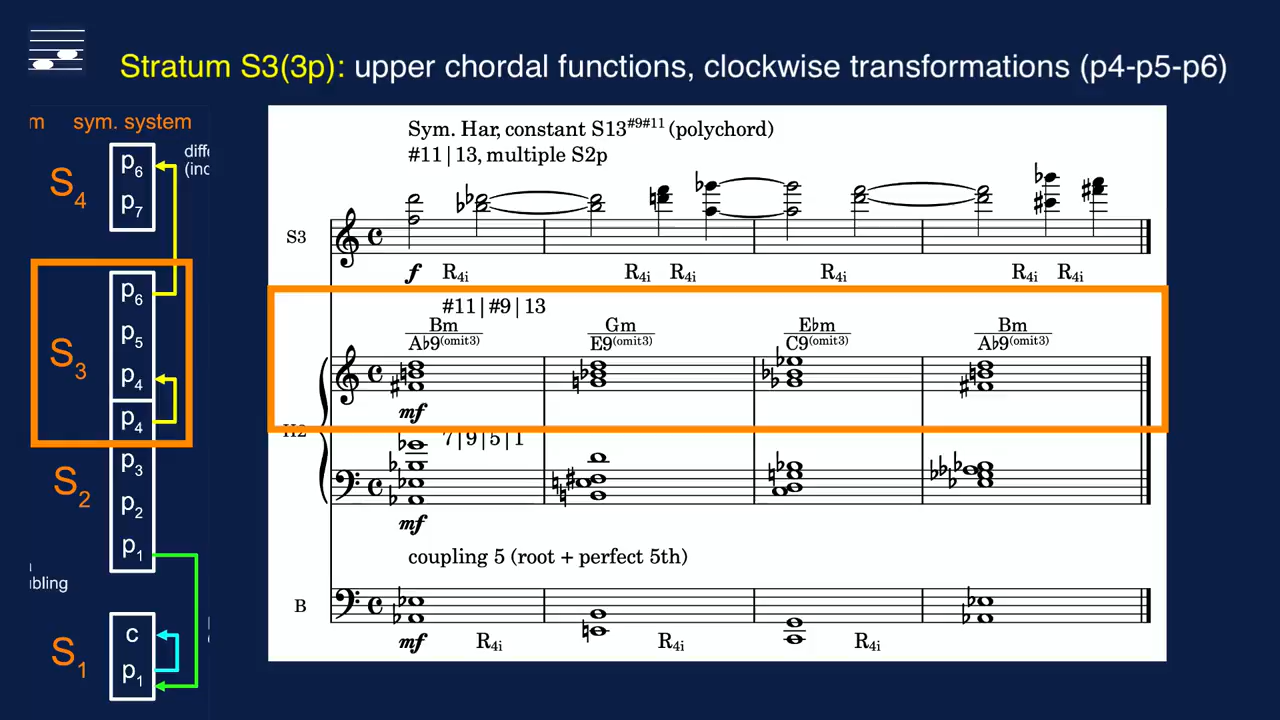 Stratum S3(3p): upper chordal functions, clockwise transformations (p4-p5-p6)
m sym. system
S4
p6
p7
S3
p6
p5
p4
p4
S2
p3
p2
p1
S1
c
p1
Sym. Har, constant S13#9#11 (polychord)
#11 | 13, multiple S2p
S3
f R4i R4i R4i R4i R4i R4i
#11 | #9 | 13
Bm Gm E♭m Bm
A♭9(omit3) E9(omit3) C9(omit3) A♭9(omit3)
mf
H2
7 | 9 | 5 | 1
mf
coupling 5 (root + perfect 5th)
B
mf R4i R4i R4i